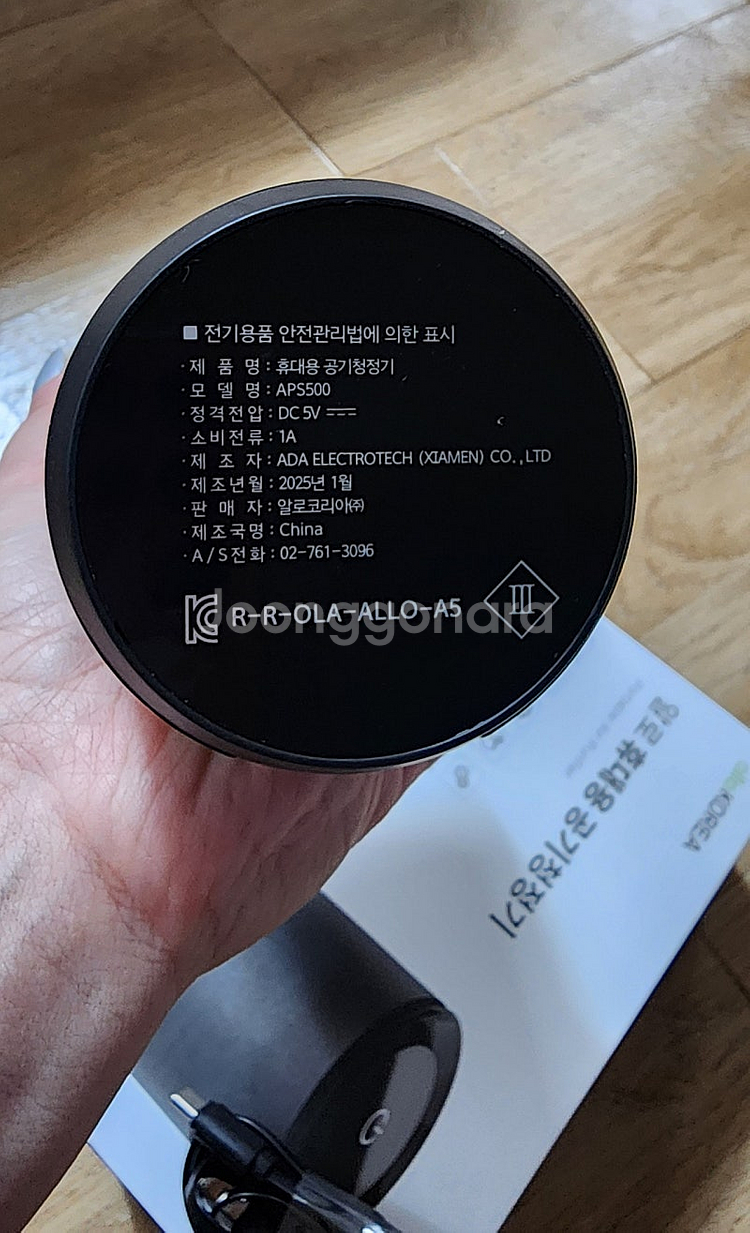 ■ 전기용품 안전관리법에 의한 표시
· 제 품 명 : 휴대용 공기청정기
· 모 델 명 : APS500
· 정격전압 : DC 5V
· 소비전류 : 1A
· 제 조 자 : ADA ELECTROTECH (XIAMEN) CO.,LTD
· 제조년월 : 2025년 1월
· 판 매 자 : 알로코리아㈜
· 제조국명 : China
· A/S전화 : 02-761-3096
R-R-OLA-ALLO-A5
III
joonggonara
KOREA
알로 휴대용 공기청정기